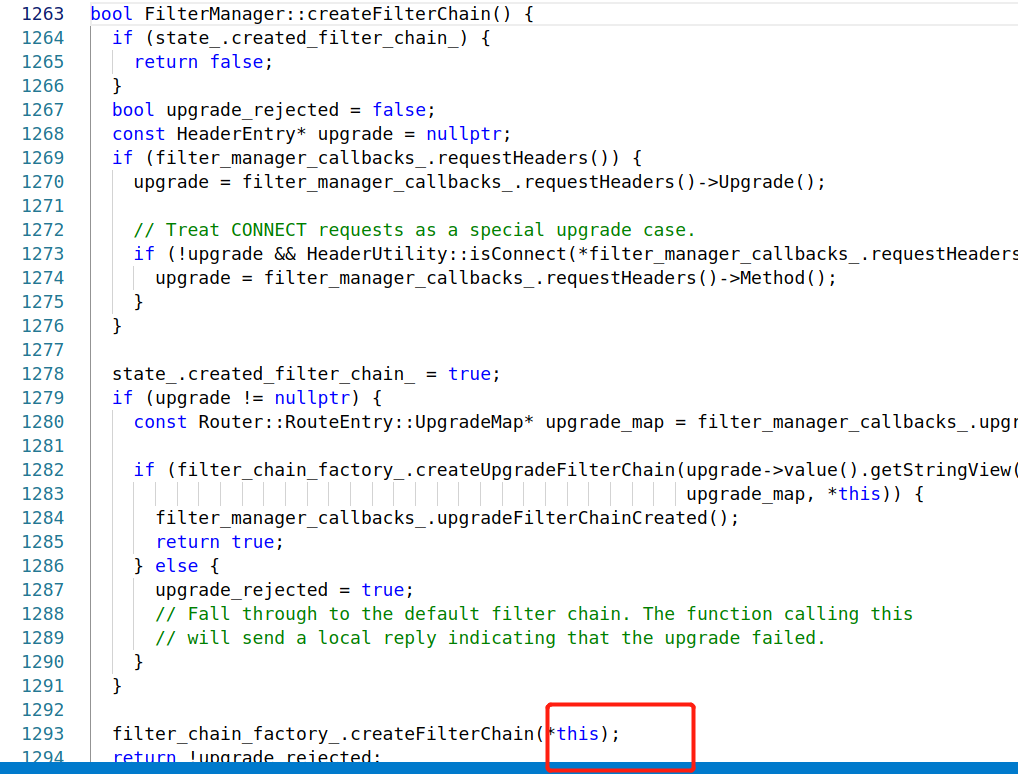 1263 bool FilterManager::createFilterChain() {
1264   if (state_.created_filter_chain_) {
1265     return false;
1266   }
1267   bool upgrade_rejected = false;
1268   const HeaderEntry* upgrade = nullptr;
1269   if (filter_manager_callbacks_.requestHeaders()) {
1270     upgrade = filter_manager_callbacks_.requestHeaders()->Upgrade();
1271
1272     // Treat CONNECT requests as a special upgrade case.
1273     if (!upgrade && HeaderUtility::isConnect(*filter_manager_callbacks_.requestHeaders
1274       upgrade = filter_manager_callbacks_.requestHeaders()->Method();
1275     }
1276   }
1277
1278   state_.created_filter_chain_ = true;
1279   if (upgrade != nullptr) {
1280     const Router::RouteEntry::UpgradeMap* upgrade_map = filter_manager_callbacks_.upgr
1281
1282     if (filter_chain_factory_.createUpgradeFilterChain(upgrade->value().getStringView(
1283                                                        upgrade_map, *this)) {
1284       filter_manager_callbacks_.upgradeFilterChainCreated();
1285       return true;
1286     } else {
1287       upgrade_rejected = true;
1288       // Fall through to the default filter chain. The function calling this
1289       // will send a local reply indicating that the upgrade failed.
1290     }
1291   }
1292
1293   filter_chain_factory_.createFilterChain(*this);
1294   return !upgrade_rejected;